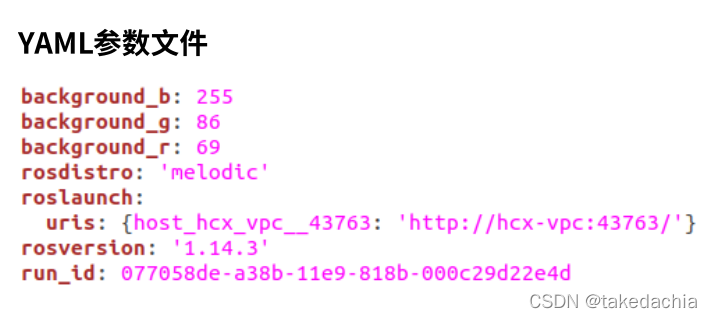 YAML参数文件
background_b: 255
background_g: 86
background_r: 69
rosdistro: 'melodic'
roslaunch:
  uris: {host_hcx_vpc__43763: 'http://hcx-vpc:43763/'}
rosversion: '1.14.3'
run_id: 077058de-a38b-11e9-818b-000c29d22e4d
CSDN @takedachia